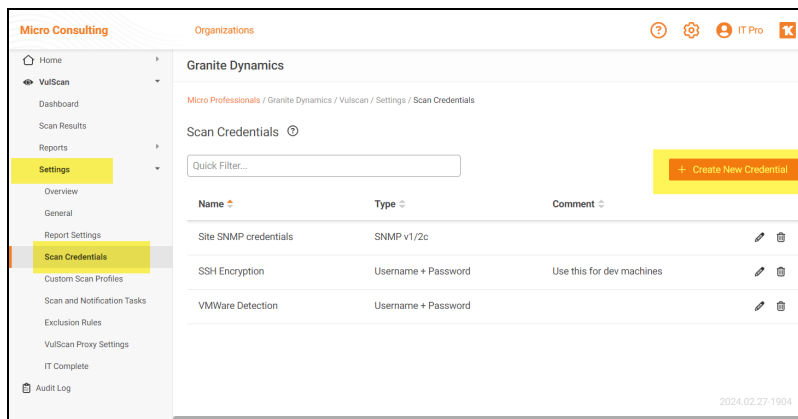 Micro Consulting
Organizations
IT Pro
Home
VulScan
Dashboard
Scan Results
Reports
Settings
Overview
General
Report Settings
Scan Credentials
Custom Scan Profiles
Scan and Notification Tasks
Exclusion Rules
VulScan Proxy Settings
IT Complete
Audit Log
Granite Dynamics
Micro Professionals / Granite Dynamics / Vulscan / Settings / Scan Credentials
Scan Credentials
Quick Filter...
+ Create New Credential
Name Type Comment
Site SNMP credentials SNMP v1/2c
SSH Encryption Username + Password Use this for dev machines
VMWare Detection Username + Password
2024.02.27-1904